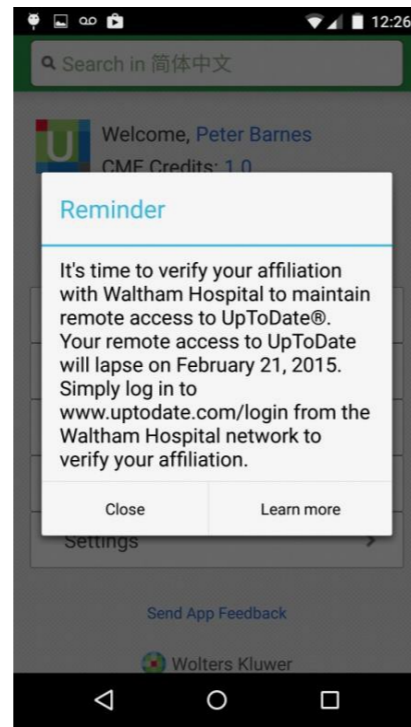 12:26
Search in 简体中文
U
Welcome, Peter Barnes
CME Credits: 1.0
Reminder
It's time to verify your affiliation
with Waltham Hospital to maintain
remote access to UpToDate®.
Your remote access to UpToDate
will lapse on February 21, 2015.
Simply log in to
www.uptodate.com/login from the
Waltham Hospital network to
verify your affiliation.
Close Learn more
Settings
Send App Feedback
Wolters Kluwer